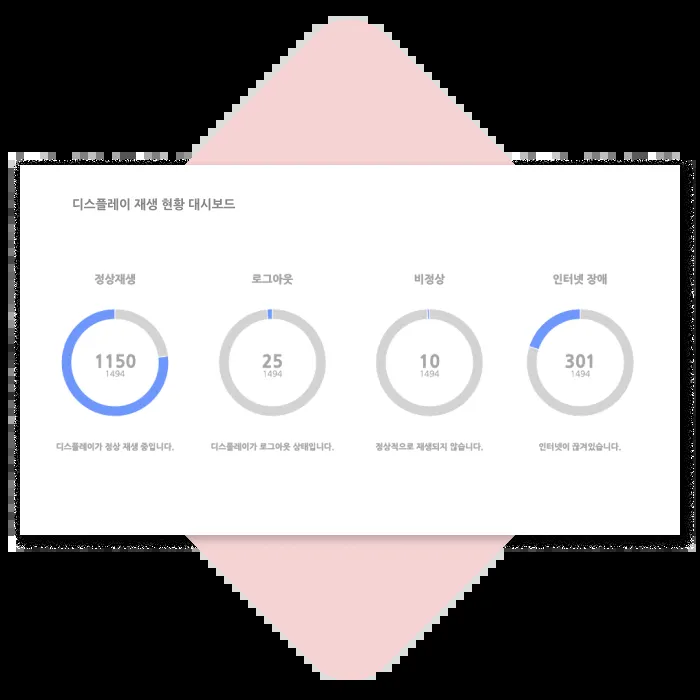 디스플레이 재생 현황 대시보드
정상재생
로그아웃
비정상
인터넷 장애
1150
1494
25
1494
10
1494
301
1494
디스플레이가 정상 재생 중입니다.
디스플레이가 로그아웃 상태입니다.
정상적으로 재생되지 않습니다.
인터넷이 끊겨있습니다.